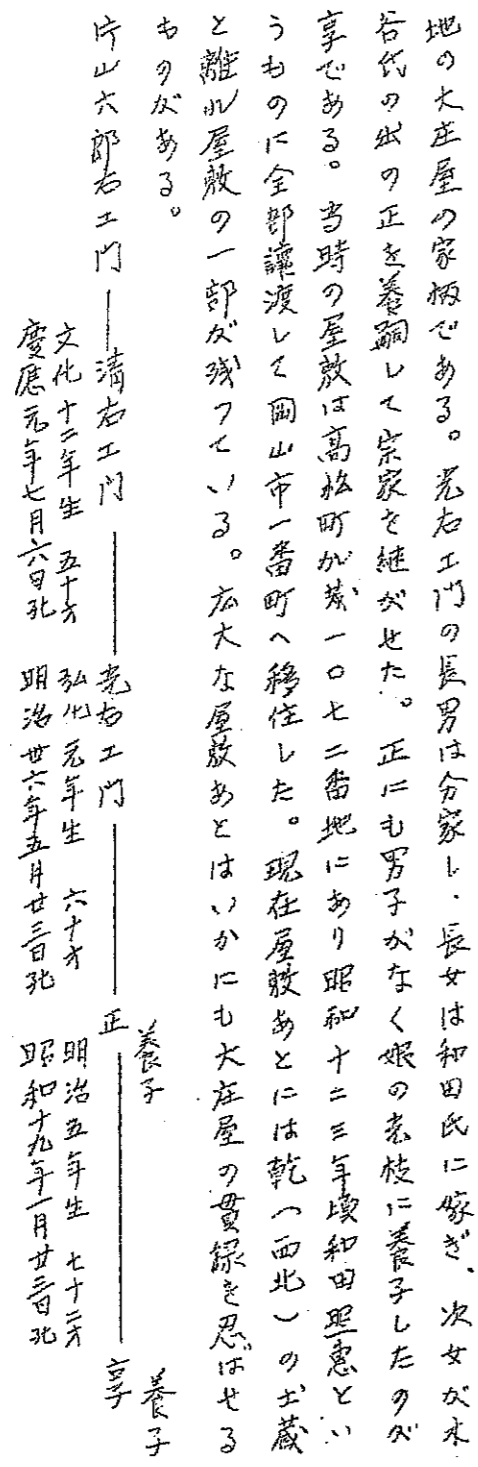 地の大庄屋の家柄である。光右エ門の長男は分家し、長女は和田氏に嫁ぎ、次女が木
谷代の出の正を養嗣して宗家を継がせた。正にも男子がなく娘の志枝に養子したのが
享である。当時の屋敷は高松町が茂一〇七二番地にあり昭和十二三年頃和田照恵とい
うものに全部譲渡して岡山市一番町へ移住した。現在屋敷あとには乾(西北)の土蔵
と離れ屋敷の一部が残っている。広大な屋敷あとはいかにも大庄屋の貫録を忍ばせる
ものがある。
片山六郎右エ門―清右エ門―光右エ門―正―享
文化十二年生 五十才
慶應元年七月六日死
弘化元年生 六十才
明治廿六年五月廿三日死
養子
明治五年生 七十二才
昭和十九年一月廿三日死
養子